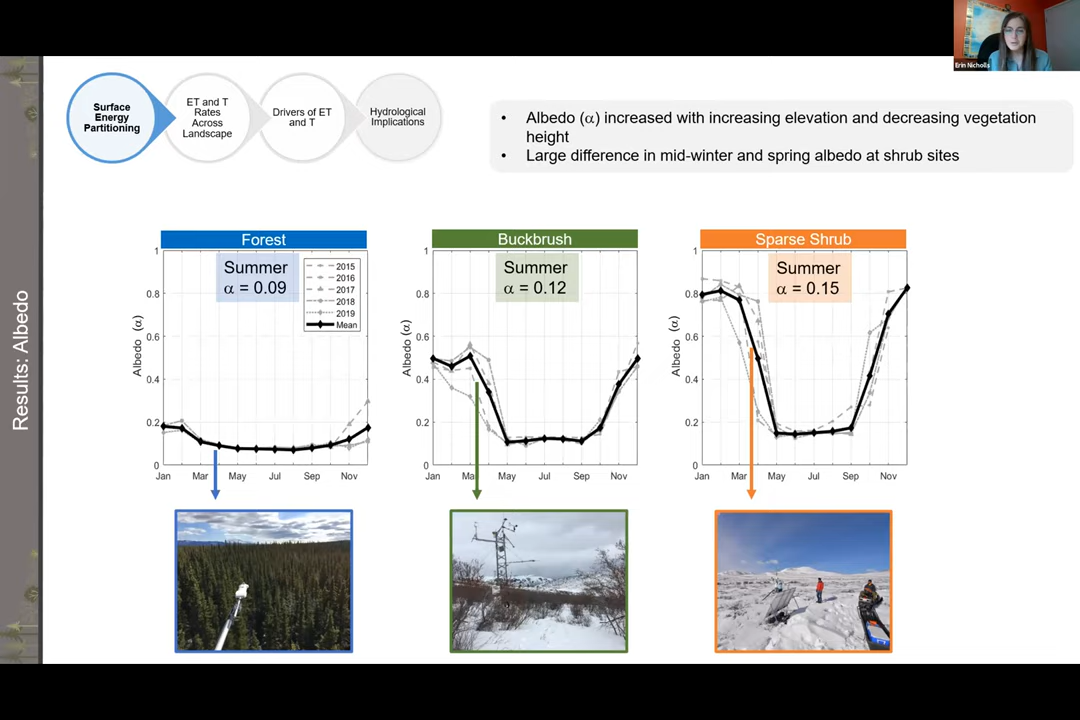 Erin Nicholls
Surface
Energy
Partitioning
ET and T
Rates
Across
Landscape
Drivers of ET
and T
Hydrological
Implications
• Albedo (α) increased with increasing elevation and decreasing vegetation
height
• Large difference in mid-winter and spring albedo at shrub sites
Results: Albedo
Forest
Summer
α = 0.09
2015
2016
2017
2018
2019
Mean
Albedo (α)
1
0.8
0.6
0.4
0.2
0
Jan Mar May Jul Sep Nov
Buckbrush
Summer
α = 0.12
Albedo (α)
1
0.8
0.6
0.4
0.2
0
Jan Mar May Jul Sep Nov
Sparse Shrub
Summer
α = 0.15
Albedo (α)
1
0.8
0.6
0.4
0.2
0
Jan Mar May Jul Sep Nov